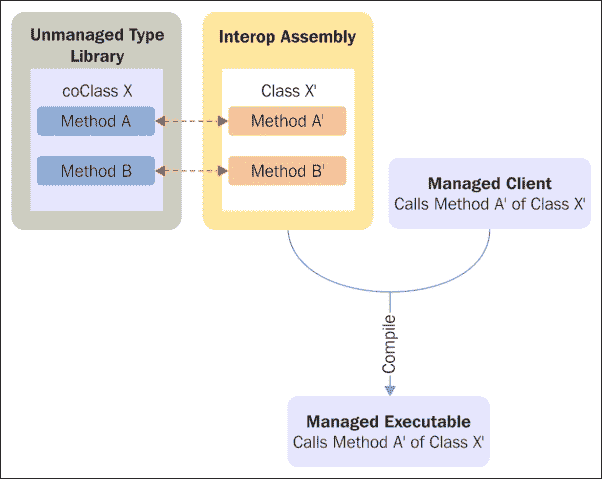 Unmanaged Type
Library
coClass X
Method A
Method B
Interop Assembly
Class X'
Method A'
Method B'
Managed Client
Calls Method A' of Class X'
Compile
Managed Executable
Calls Method A' of Class X'